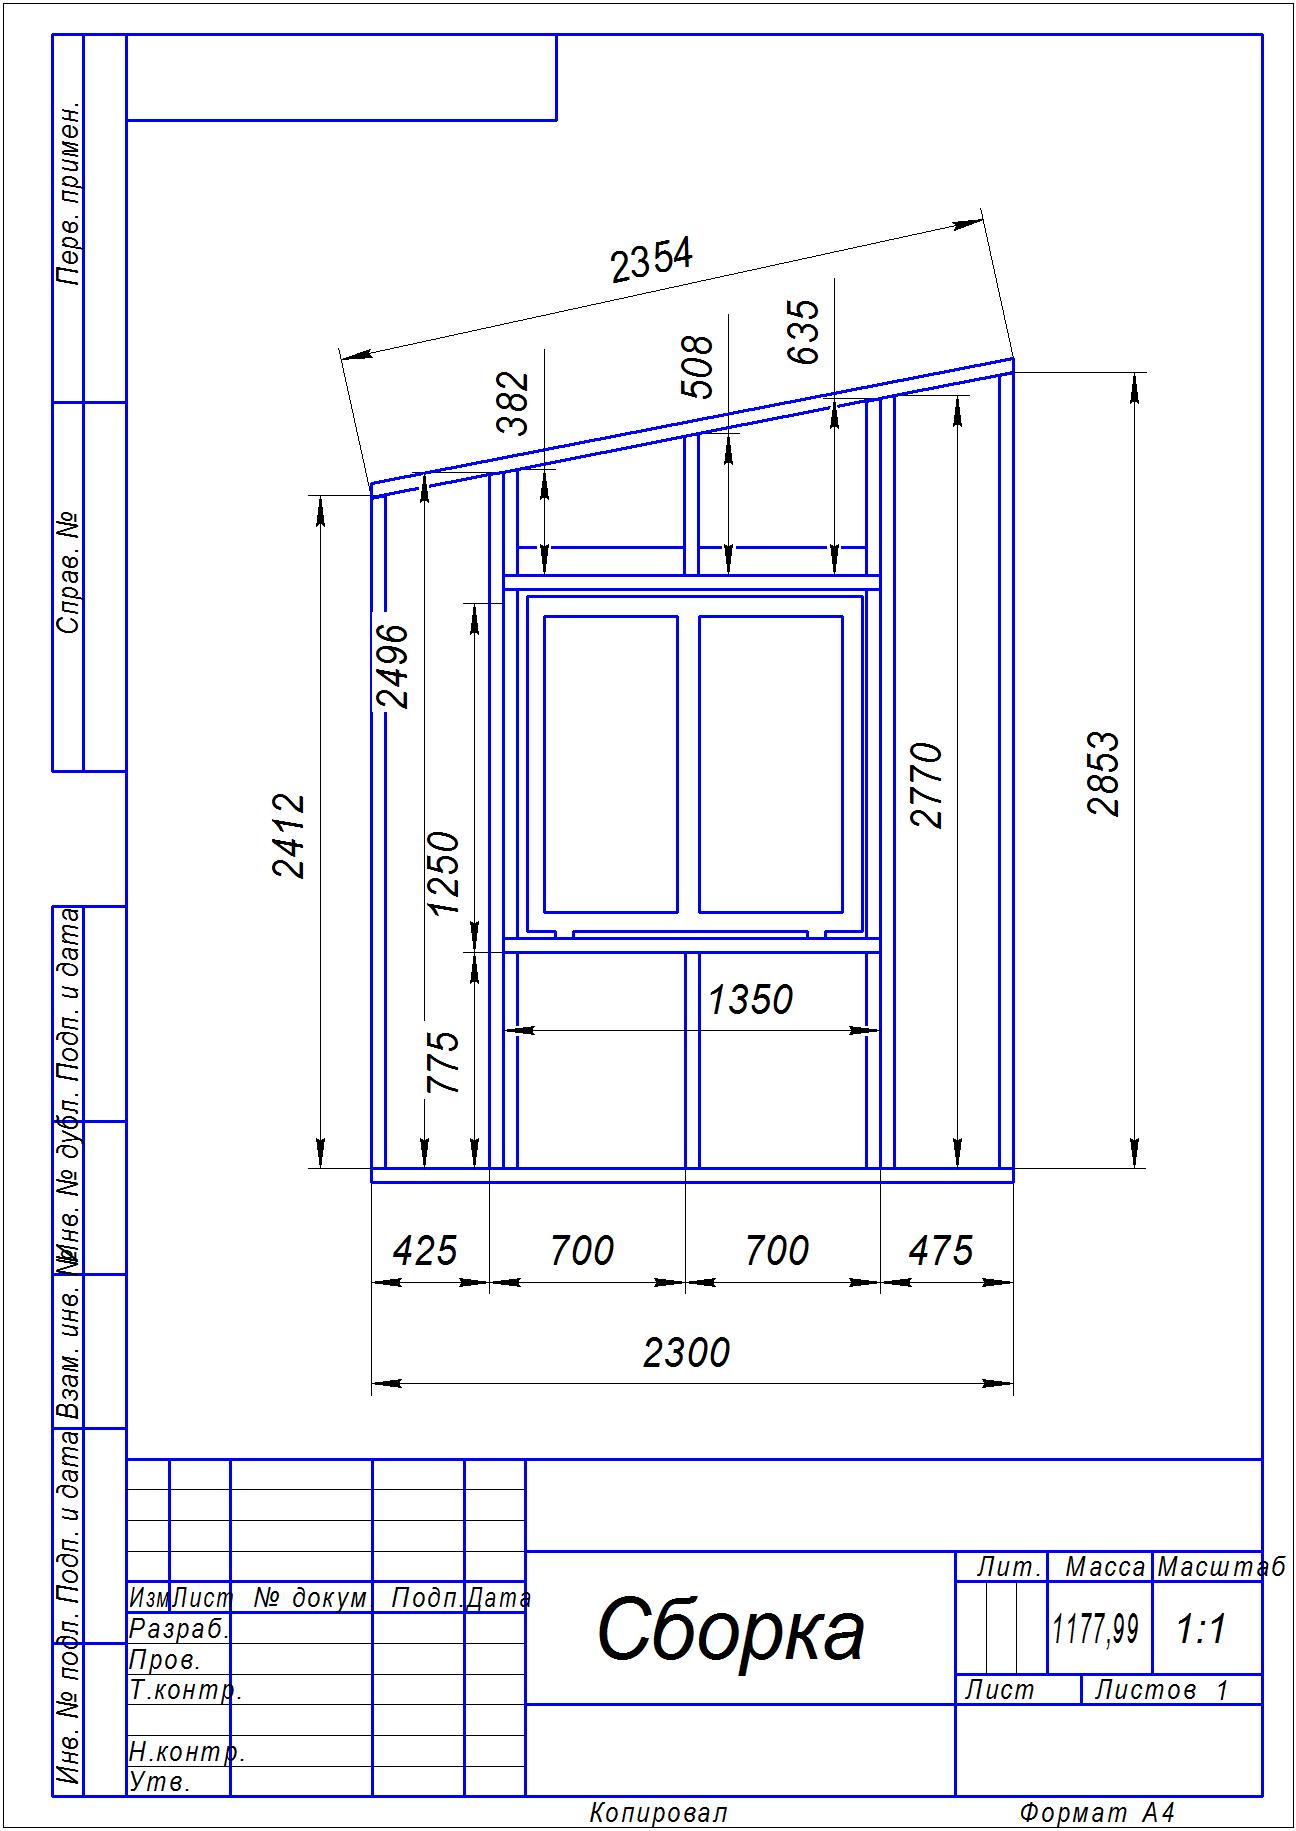 Перв. примен.
Справ. №
Подп. и дата
Инв. № дубл.
Взам. инв. №
Подп. и дата
Инв. № подл.
2354
382
508
635
2496
2412
1250
775
1350
2770
2853
425
700
700
475
2300
Изм Лист № докум. Подп. Дата
Разраб.
Пров.
Т.контр.
Н.контр.
Утв.
Сборка
Лит. Масса Масштаб
1177,99 1:1
Лист Листов 1
Копировал Формат А4